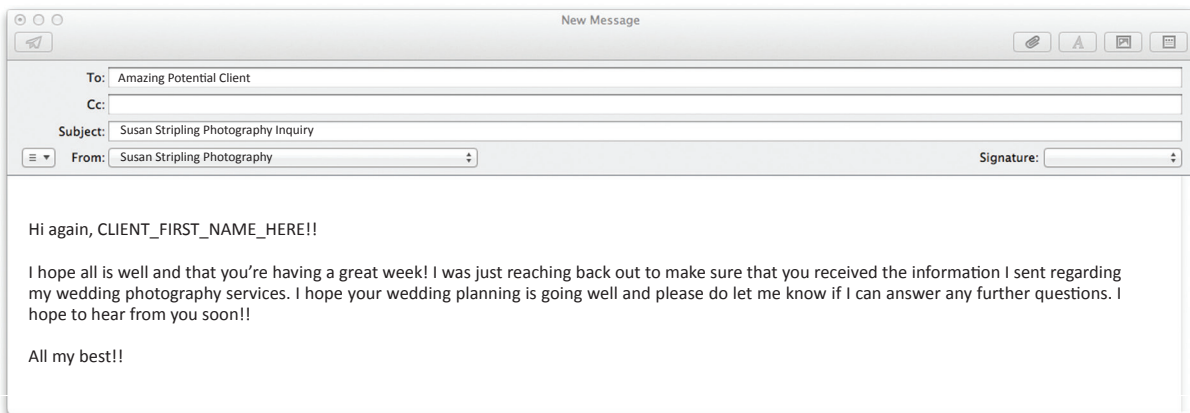 New Message
To: Amazing Potential Client
Cc:
Subject: Susan Stripling Photography Inquiry
From: Susan Stripling Photography Signature:
Hi again, CLIENT_FIRST_NAME_HERE!!
I hope all is well and that you’re having a great week! I was just reaching back out to make sure that you received the information I sent regarding
my wedding photography services. I hope your wedding planning is going well and please do let me know if I can answer any further questions. I
hope to hear from you soon!!
All my best!!